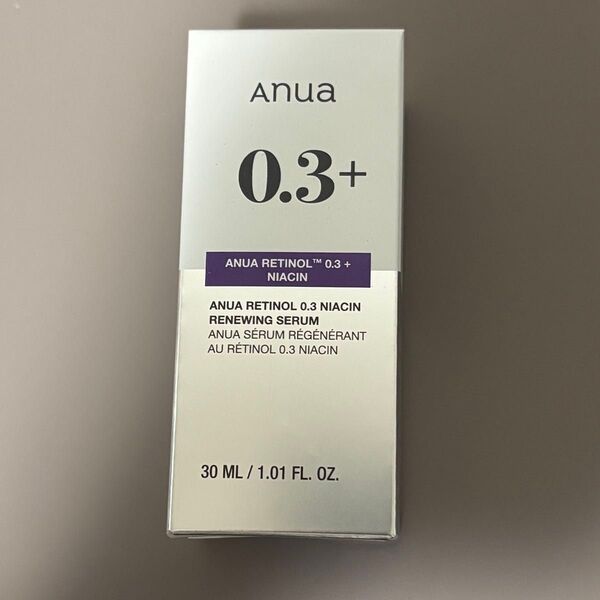 Anua
0.3+
ANUA RETINOL™ 0.3 +
NIACIN
ANUA RETINOL 0.3 NIACIN
RENEWING SERUM
ANUA SÉRUM RÉGÉNÉRANT
AU RÉTINOL 0.3 NIACIN
30 ML / 1.01 FL. OZ.